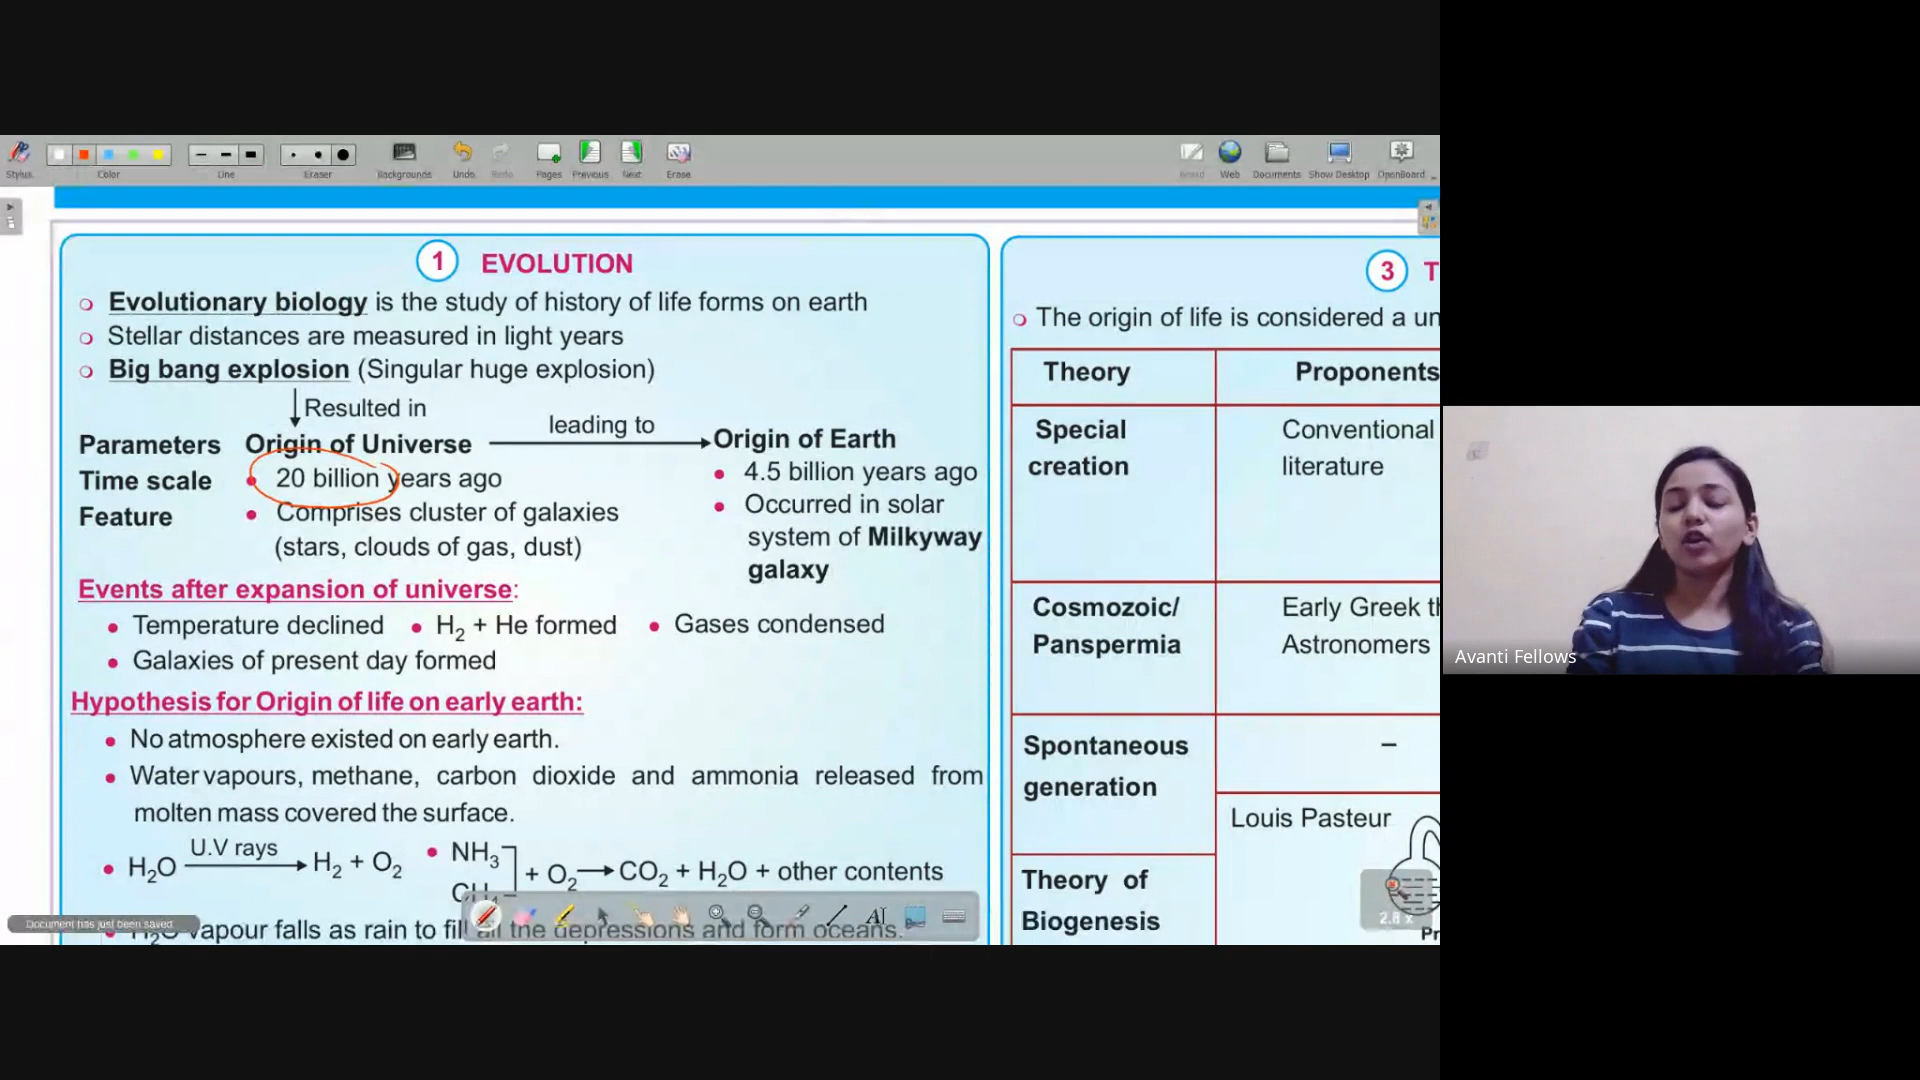 Stylus
Color
Line
Eraser
Backgrounds
Undo
Redo
Pages
Previous
Next
Erase
Board
Web
Documents
Show Desktop
OpenBoard
1 EVOLUTION
Evolutionary biology is the study of history of life forms on earth
Stellar distances are measured in light years
Big bang explosion (Singular huge explosion)
Resulted in
leading to
Parameters Origin of Universe Origin of Earth
Time scale 20 billion years ago 4.5 billion years ago
Feature Comprises cluster of galaxies Occurred in solar
(stars, clouds of gas, dust) system of Milkyway
galaxy
Events after expansion of universe:
Temperature declined H2 + He formed Gases condensed
Galaxies of present day formed
Hypothesis for Origin of life on early earth:
No atmosphere existed on early earth.
Water vapours, methane, carbon dioxide and ammonia released from
molten mass covered the surface.
H2O U.V rays H2 + O2 NH3 + O2 CO2 + H2O + other contents
H2O vapour falls as rain to fill all the depressions and form oceans.
Document has just been saved
3 T
The origin of life is considered a un
Theory Proponents
Special Conventional
creation literature
Cosmozoic/ Early Greek th
Panspermia Astronomers
Spontaneous –
generation
Louis Pasteur
Theory of
Biogenesis
2.8 x
Pr
Avanti Fellows